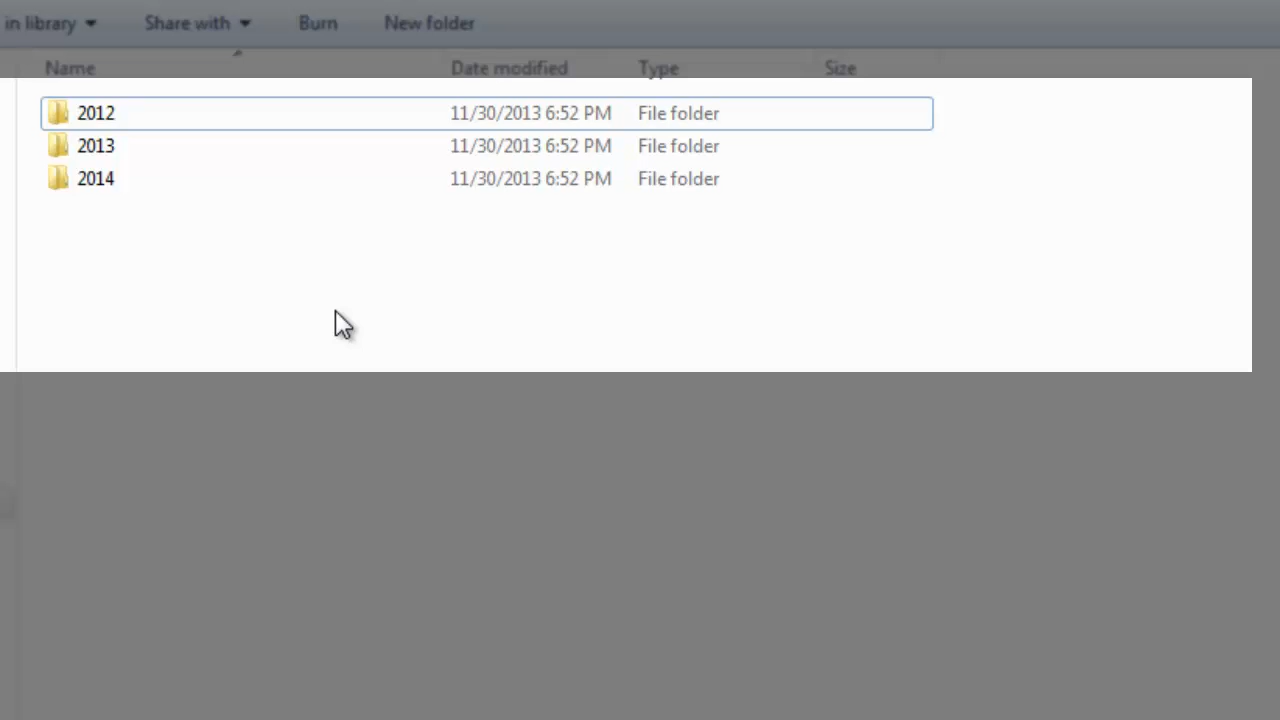 in library Share with Burn New folder
Name Date modified Type Size
2012 11/30/2013 6:52 PM File folder
2013 11/30/2013 6:52 PM File folder
2014 11/30/2013 6:52 PM File folder